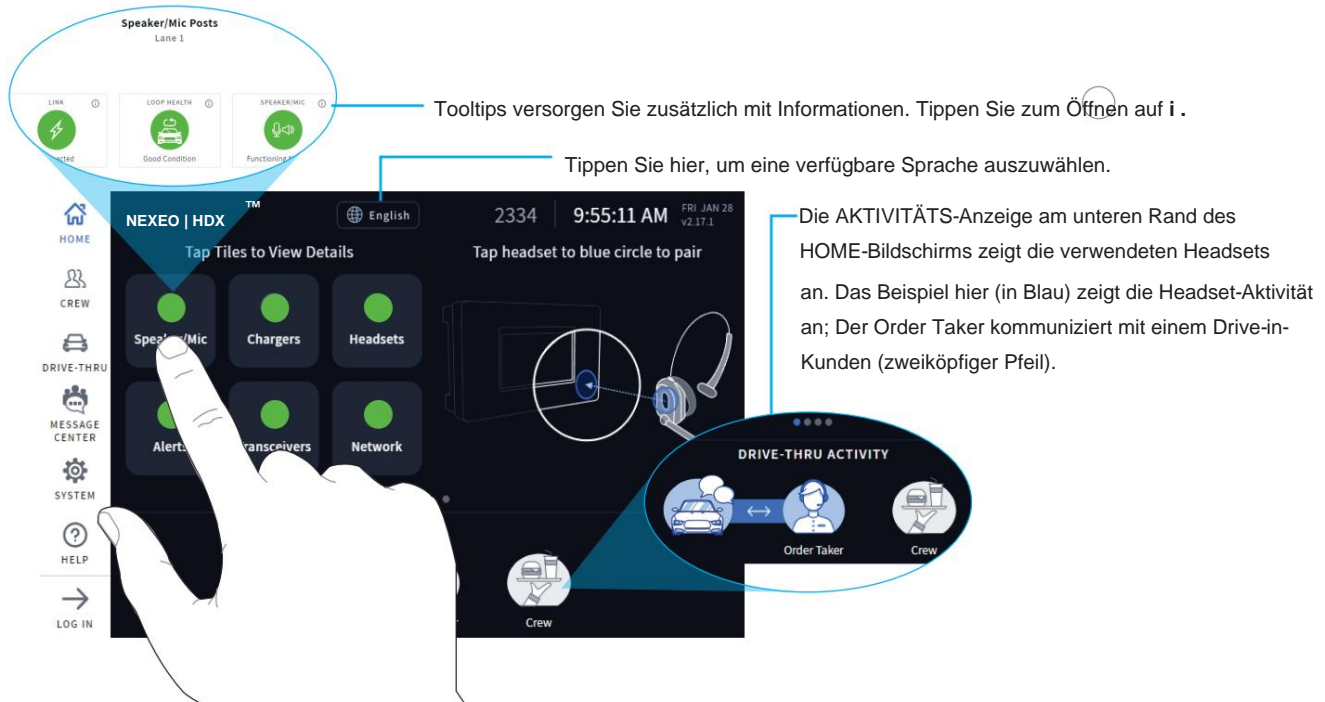 Speaker/Mic Posts
Lane 1
LINK
LOOP HEALTH
SPEAKER/MIC
Good Condition
Functioning
Tooltips versorgen Sie zusätzlich mit Informationen. Tippen Sie zum Öffnen auf i .
Tippen Sie hier, um eine verfügbare Sprache auszuwählen.
Die AKTIVITÄTS-Anzeige am unteren Rand des
HOME-Bildschirms zeigt die verwendeten Headsets
an. Das Beispiel hier (in Blau) zeigt die Headset-Aktivität
an; Der Order Taker kommuniziert mit einem Drive-in-
Kunden (zweiköpfiger Pfeil).
HOME
CREW
DRIVE-THRU
MESSAGE
CENTER
SYSTEM
HELP
LOG IN
NEXEO | HDX ™
English
2334
9:55:11 AM
FRI JAN 28
v2.17.1
Tap Tiles to View Details
Tap headset to blue circle to pair
Speaker/Mic
Chargers
Headsets
Alerts
Transceivers
Network
Crew
DRIVE-THRU ACTIVITY
Order Taker
Crew